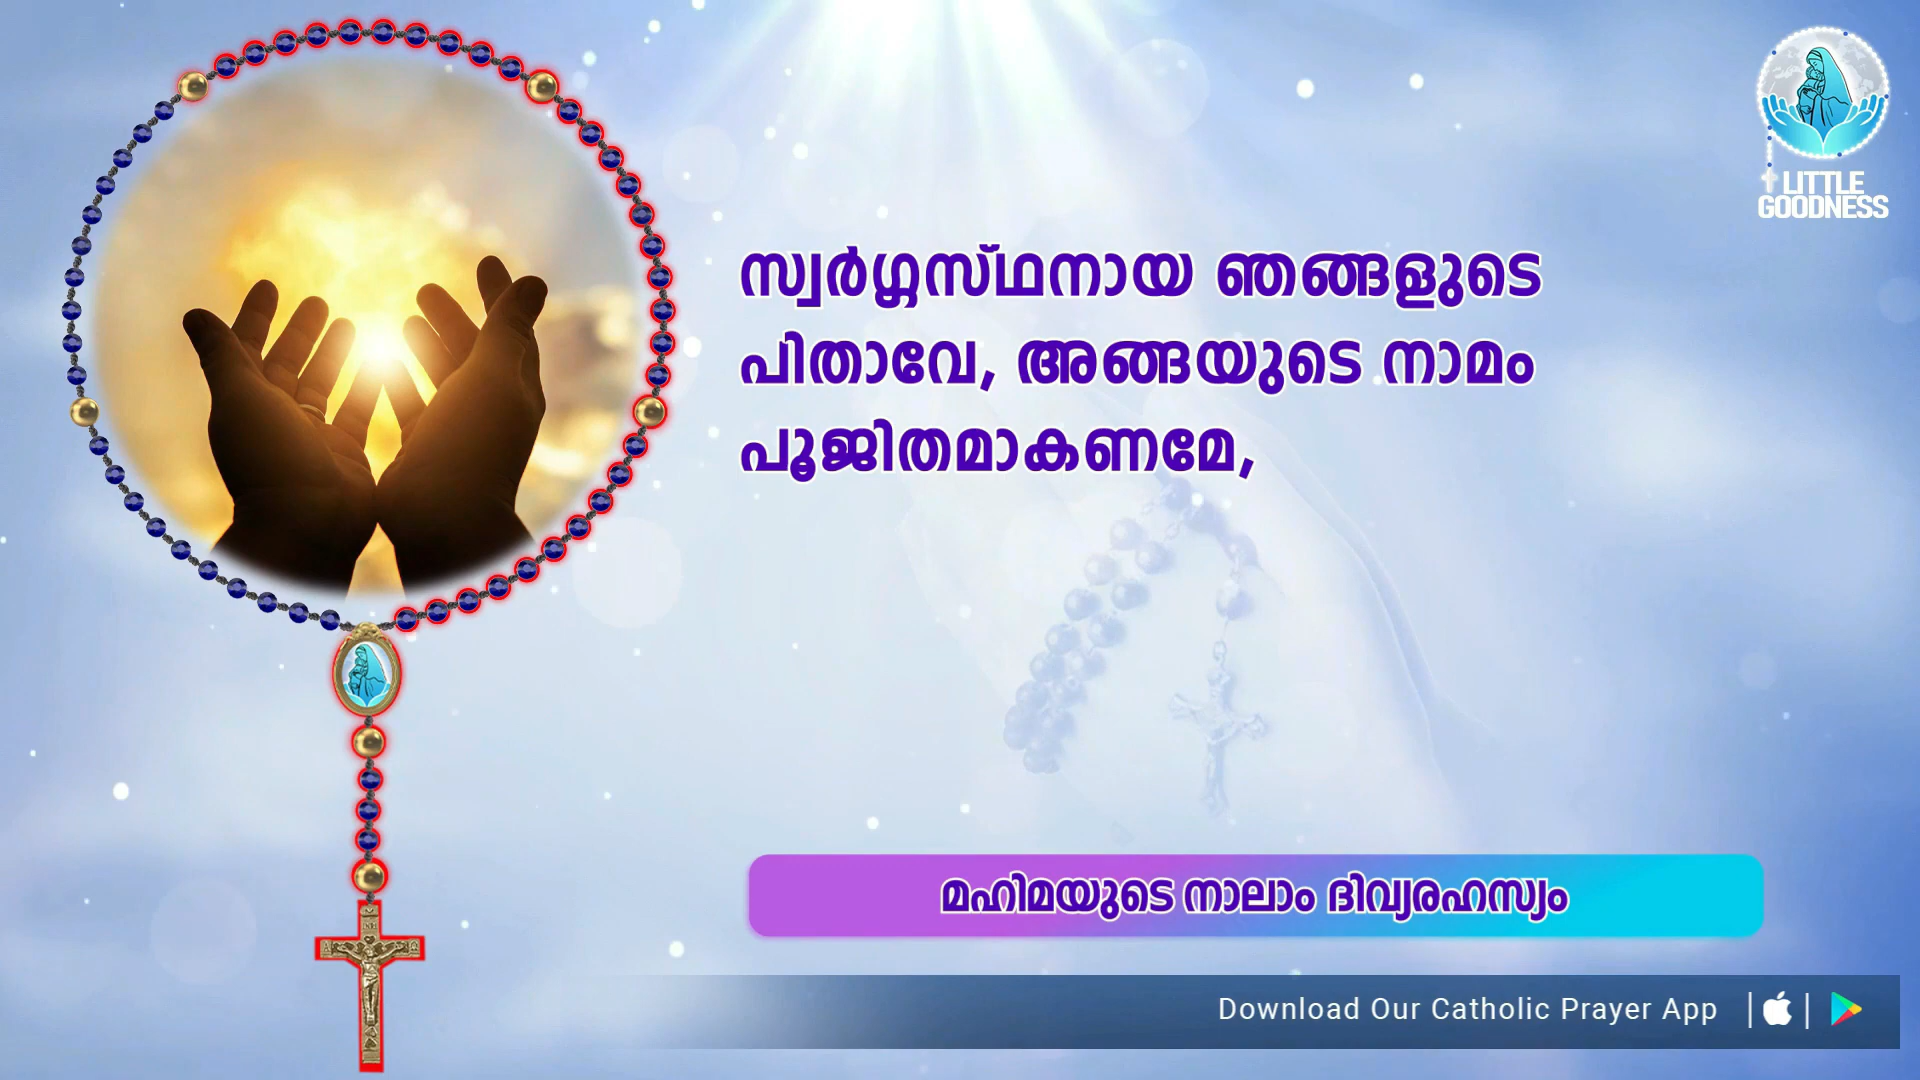 LITTLE
GOODNESS
സ്വർഗ്ഗസ്ഥനായ ഞങ്ങളുടെ
പിതാവേ, അങ്ങയുടെ നാമം
പൂജിതമാകണമേ,
മഹിമയുടെ നാലാം ദിവ്യരഹസ്യം
Download Our Catholic Prayer App